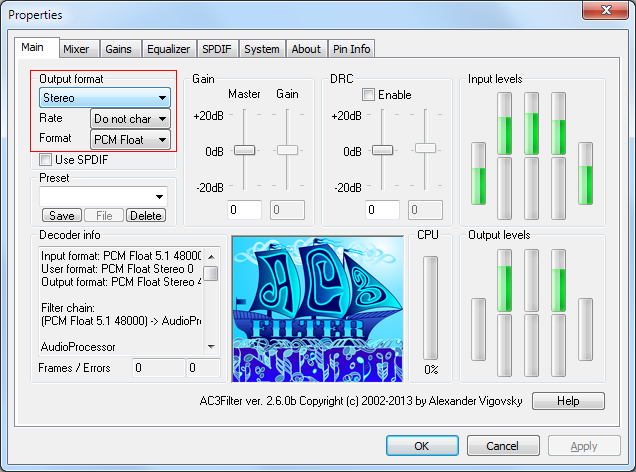 Properties
Main Mixer Gains Equalizer SPDIF System About Pin Info
Output format
Stereo
Rate Do not char
Format PCM Float
Use SPDIF
Preset
Save File Delete
Gain
Master Gain
+20dB
0dB
-20dB
0 0
DRC
Enable
+20dB
0dB
-20dB
0 0
Input levels
Decoder info
Input format: PCM Float 5.1 48000
User format: PCM Float Stereo 0
Output format: PCM Float Stereo 4
Filter chain:
(PCM Float 5.1 48000) -> AudioPro
AudioProcessor
Frames / Errors 0 0
AC3
FILTER
CPU
0%
Output levels
AC3Filter ver. 2.6.0b Copyright (c) 2002-2013 by Alexander Vigovsky
Help
OK Cancel Apply